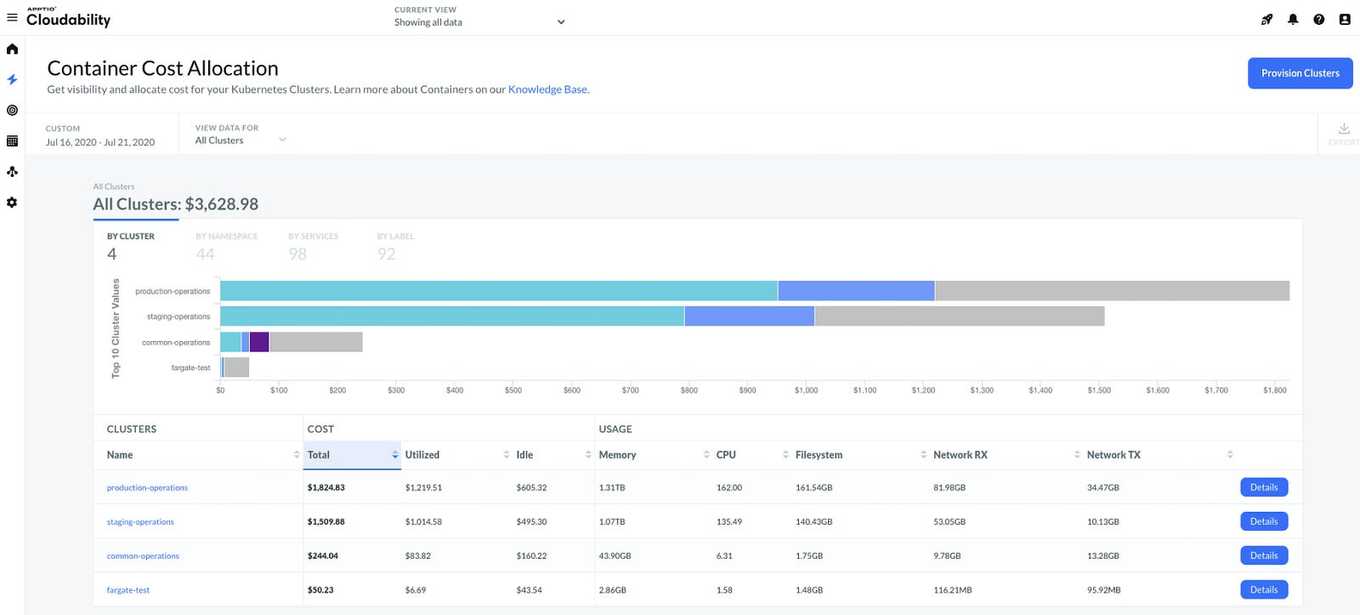 APPTIO
Cloudability
CURRENT VIEW
Showing all data
Container Cost Allocation
Provision Clusters
Get visibility and allocate cost for your Kubernetes Clusters. Learn more about Containers on our Knowledge Base.
CUSTOM
Jul 16, 2020 - Jul 21, 2020
VIEW DATA FOR
All Clusters
EXPORT
All Clusters
All Clusters: $3,628.98
BY CLUSTER BY NAMESPACE BY SERVICES BY LABEL
4 44 98 92
Top 10 Cluster Values
production-operations
staging-operations
common-operations
fargate-test
$0 $100 $200 $300 $400 $500 $600 $700 $800 $900 $1,000 $1,100 $1,200 $1,300 $1,400 $1,500 $1,600 $1,700 $1,800
CLUSTERS COST USAGE
Name Total Utilized Idle Memory CPU Filesystem Network RX Network TX
production-operations $1,824.83 $1,219.51 $605.32 1.31TB 162.00 161.54GB 81.98GB 34.47GB Details
staging-operations $1,509.88 $1,014.58 $495.30 1.07TB 135.49 140.43GB 53.05GB 10.13GB Details
common-operations $244.04 $83.82 $160.22 43.90GB 6.31 1.75GB 9.78GB 13.28GB Details
fargate-test $50.23 $6.69 $43.54 2.86GB 1.58 1.48GB 116.21MB 95.92MB Details